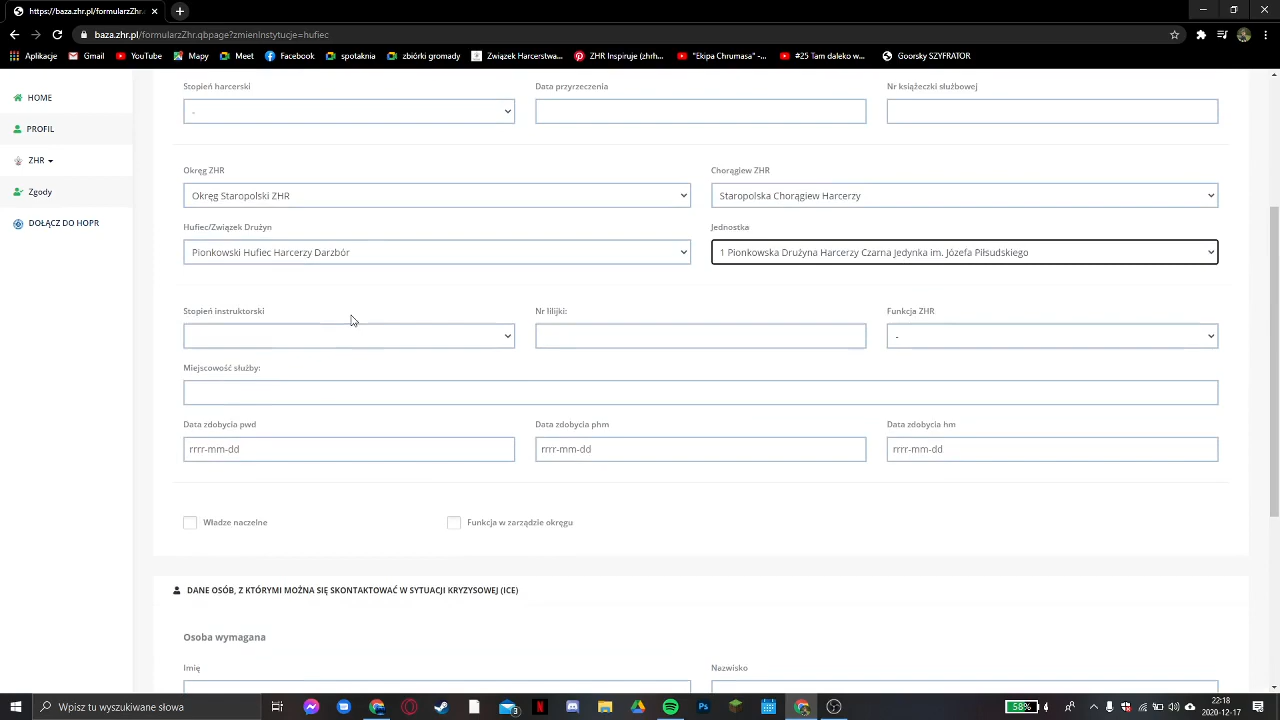 https://baza.zhr.pl/formularzZhr
baza.zhr.pl/formularzZhr.qbpage?zmienInstytucje=hufiec
Aplikacje Gmail YouTube Mapy Meet Facebook spotaknia zbiórki gromady Związek Harcerstwa... ZHR Inspiruje (zhrh... "Ekipa Chrumasa" -... #25 Tam daleko w... Goorsky SZYFRATOR
HOME
PROFIL
ZHR
Zgody
DOŁĄCZ DO HOPR
Stopień harcerski Data przyrzeczenia Nr książeczki służbowej
-
Okręg ZHR Chorągiew ZHR
Okręg Staropolski ZHR Staropolska Chorągiew Harcerzy
Hufiec/Związek Drużyn Jednostka
Pionkowski Hufiec Harcerzy Darzbór 1 Pionkowska Drużyna Harcerzy Czarna Jedynka im. Józefa Piłsudskiego
Stopień instruktorski Nr lilijki: Funkcja ZHR
-
Miejscowość służby:
Data zdobycia pwd Data zdobycia phm Data zdobycia hm
rrrr-mm-dd rrrr-mm-dd rrrr-mm-dd
Władze naczelne Funkcja w zarządzie okręgu
DANE OSÓB, Z KTÓRYMI MOŻNA SIĘ SKONTAKTOWAĆ W SYTUACJI KRYZYSOWEJ (ICE)
Osoba wymagana
Imię Nazwisko
Wpisz tu wyszukiwane słowa
3
58%
22:18
2020-12-17